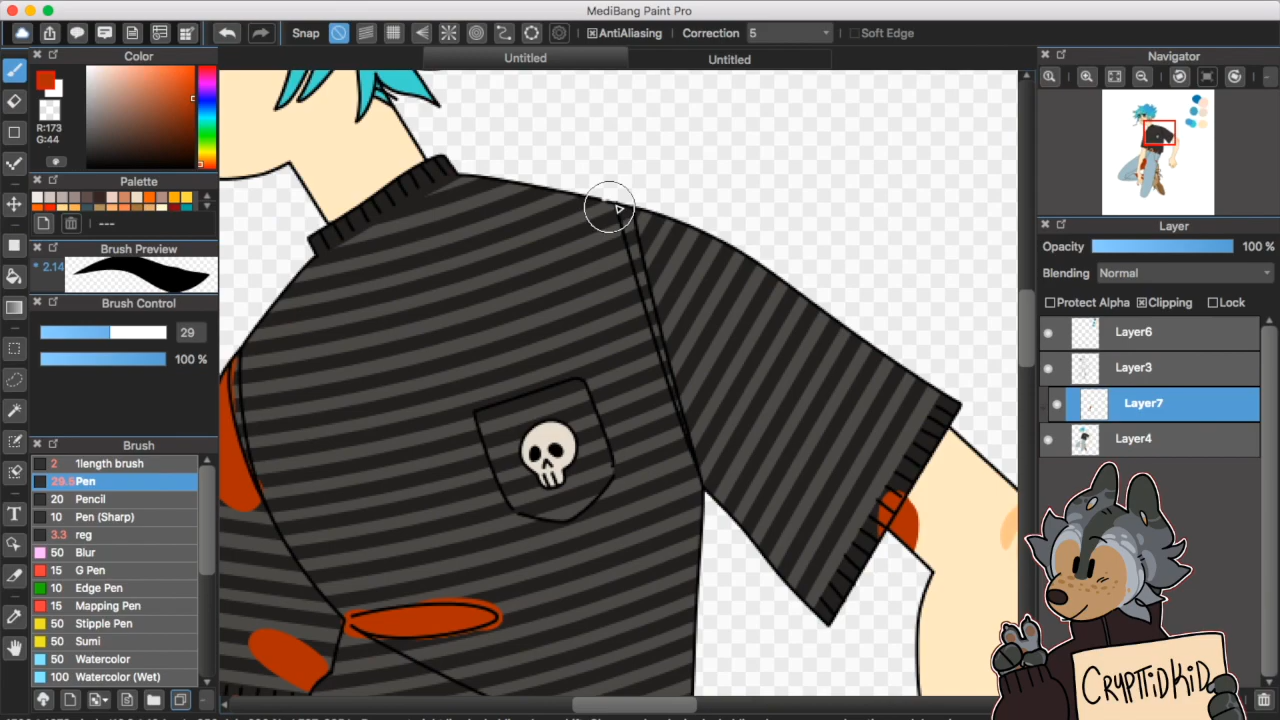 MediBang Paint Pro
Snap AntiAliasing Correction 5 Soft Edge
Untitled Untitled
Color
R:173
G:44
Palette
---
Brush Preview
* 2.14
Brush Control
29
100 %
Brush
2 1length brush
29.5 Pen
20 Pencil
10 Pen (Sharp)
3.3 reg
50 Blur
15 G Pen
10 Edge Pen
15 Mapping Pen
50 Stipple Pen
50 Sumi
50 Watercolor
100 Watercolor (Wet)
Navigator
Layer
Opacity 100 %
Blending Normal
Protect Alpha Clipping Lock
Layer6
Layer3
Layer7
Layer4
CRYPTIDKID